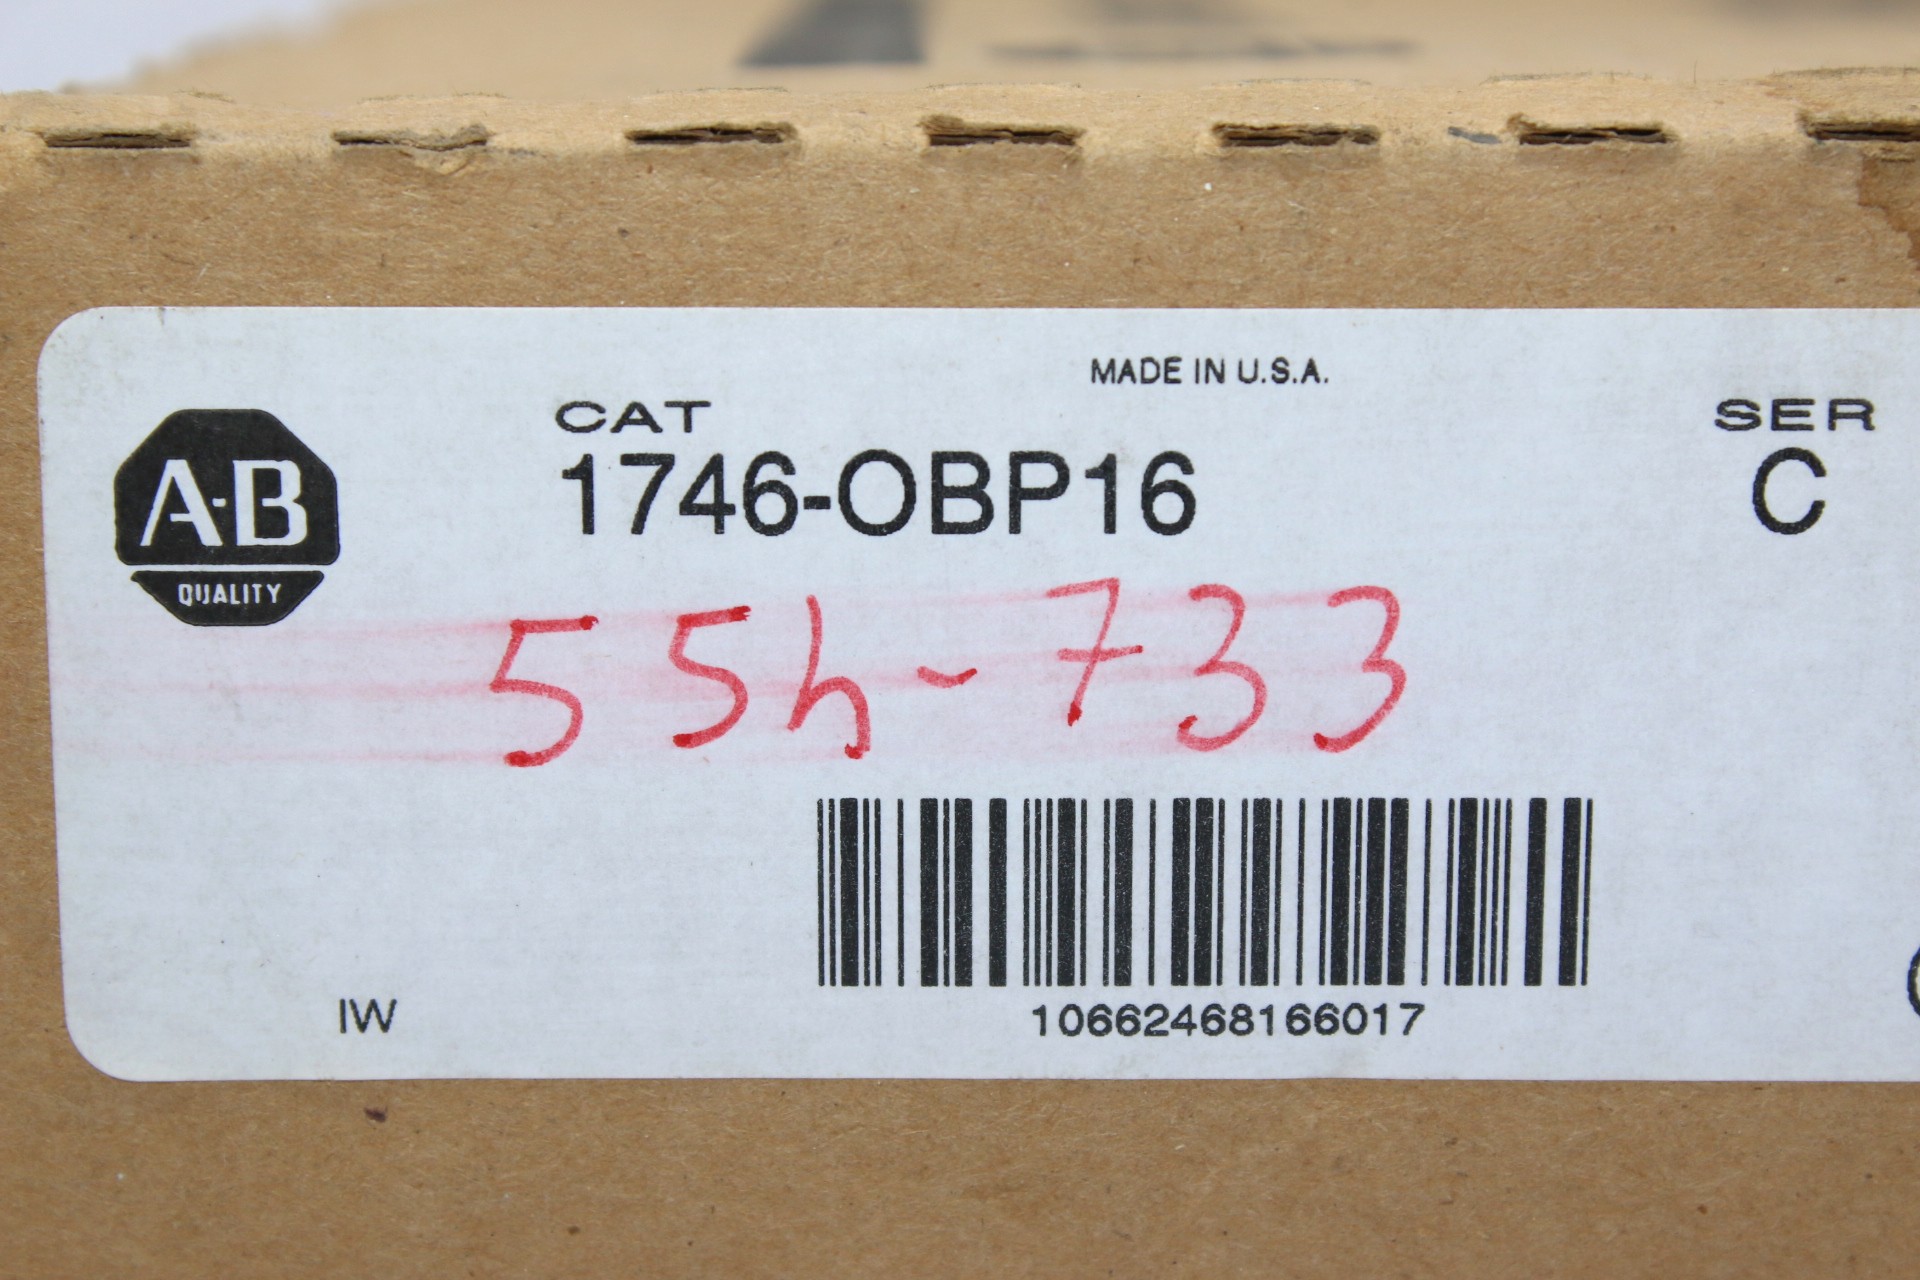 MADE IN U.S.A.
CAT
SER
1746-OBP16
C
A-B
QUALITY
55h-733
IW
10662468166017